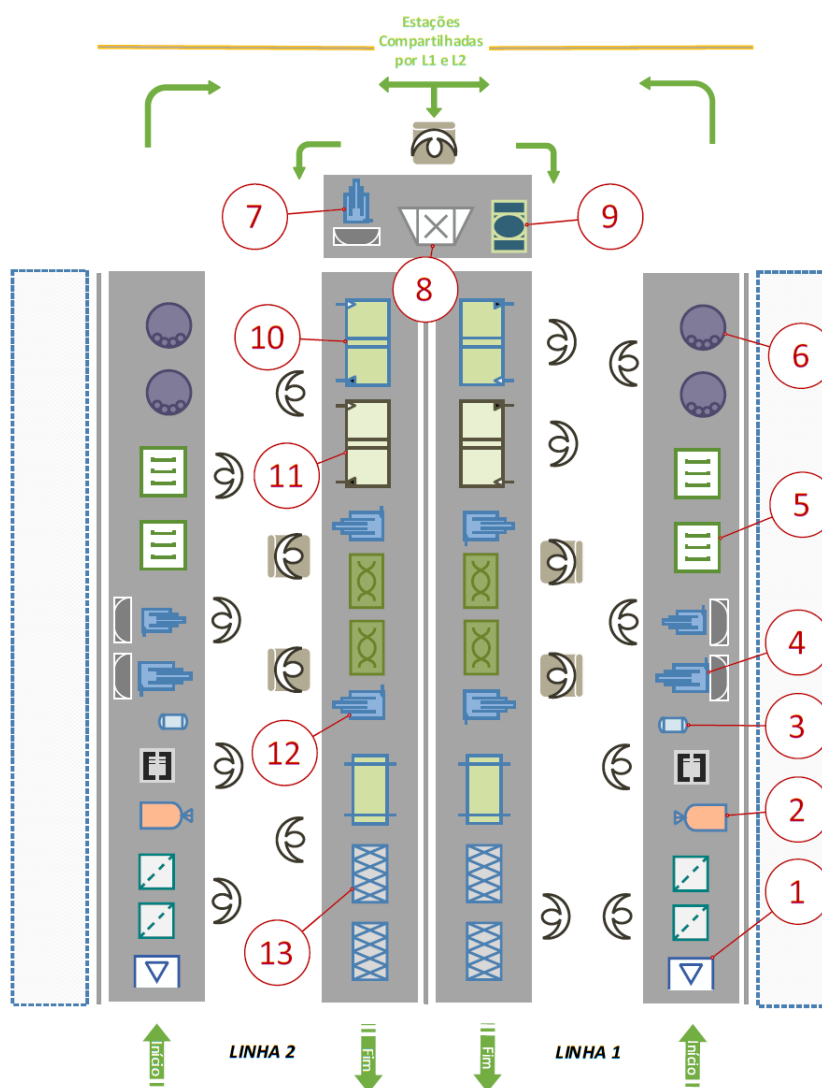 Estações
Compartilhadas
por L1 e L2
7
8
9
10
6
11
5
4
3
12
2
1
13
Início
LINHA 2
Fim
Fim
LINHA 1
Início